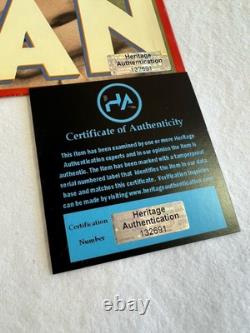 AN
Heritage
Authentication
132691
HA
Certificate of Authenticity
This item has been examined by one or more Heritage
Authentication experts and in our opinion the item is
authentic. The item has been marked with a tamperproof
serial numbered label that identifies the item in our data
base and matches this certificate. Verification inquiries
can be made by visiting www.heritageauthentication.com.
Certification
Number
Heritage
Authentication
132691